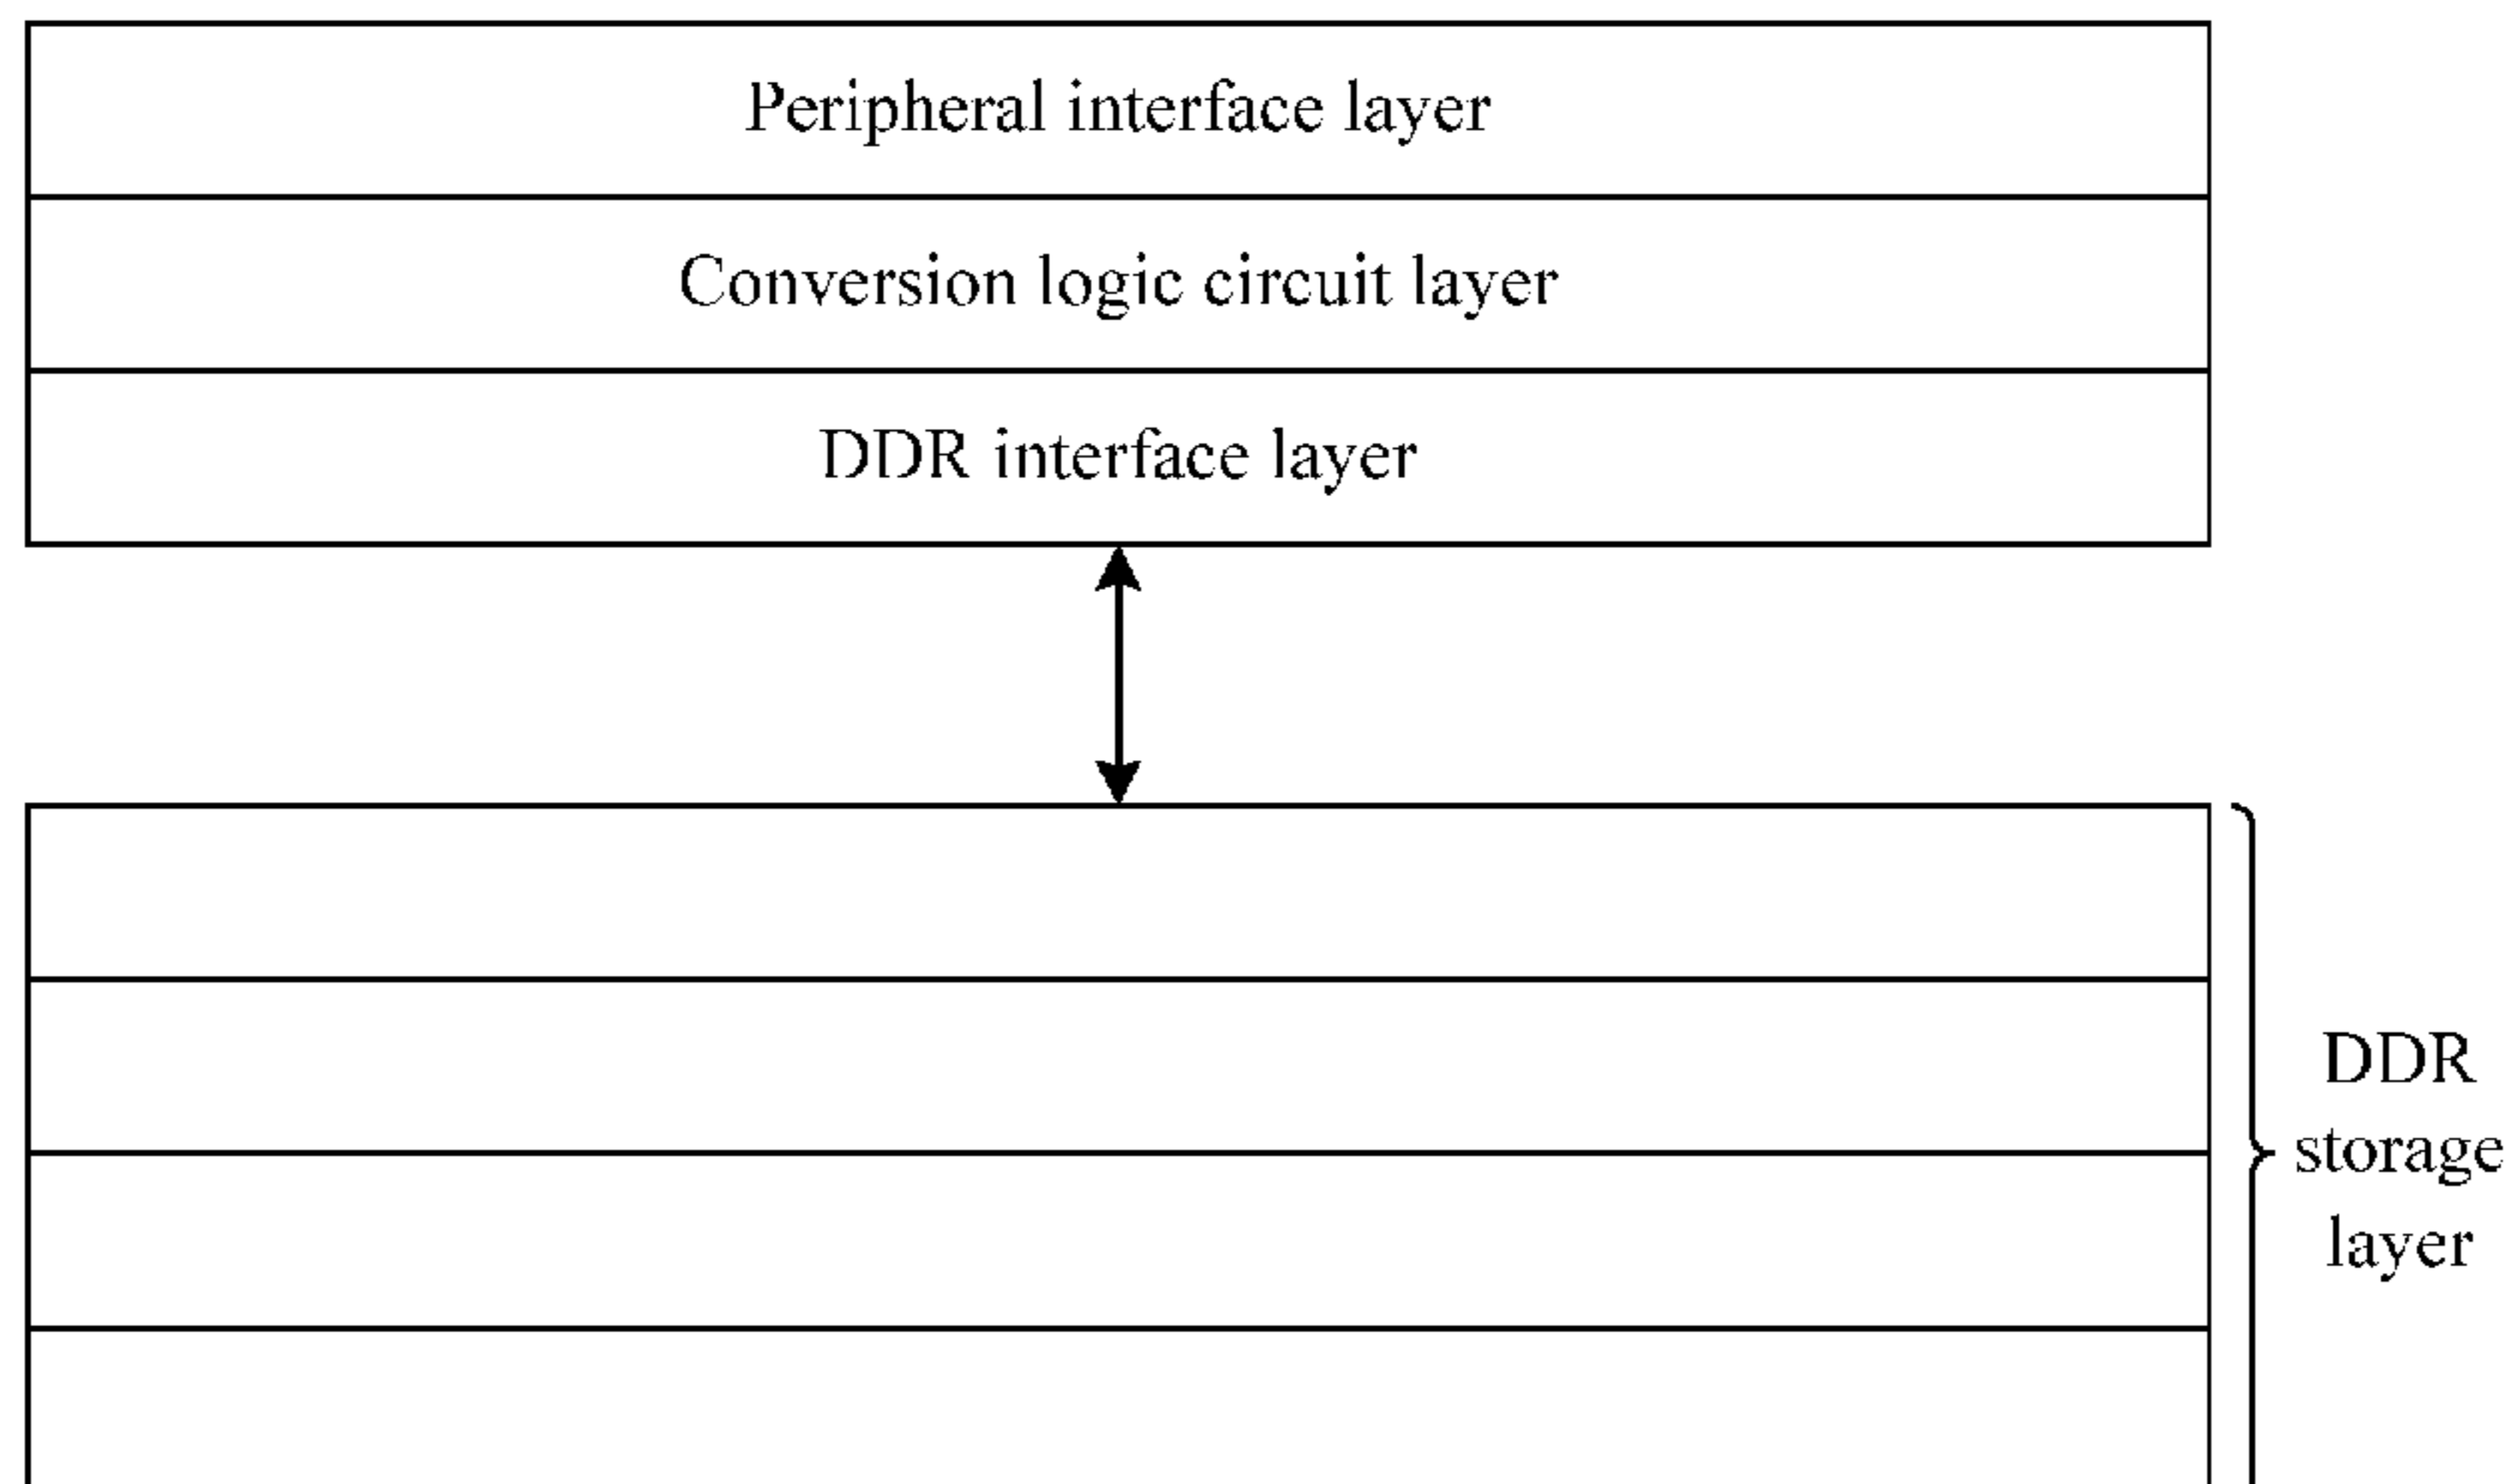 Peripheral interface layer
Conversion logic circuit layer
DDR interface layer
DDR
storage
layer